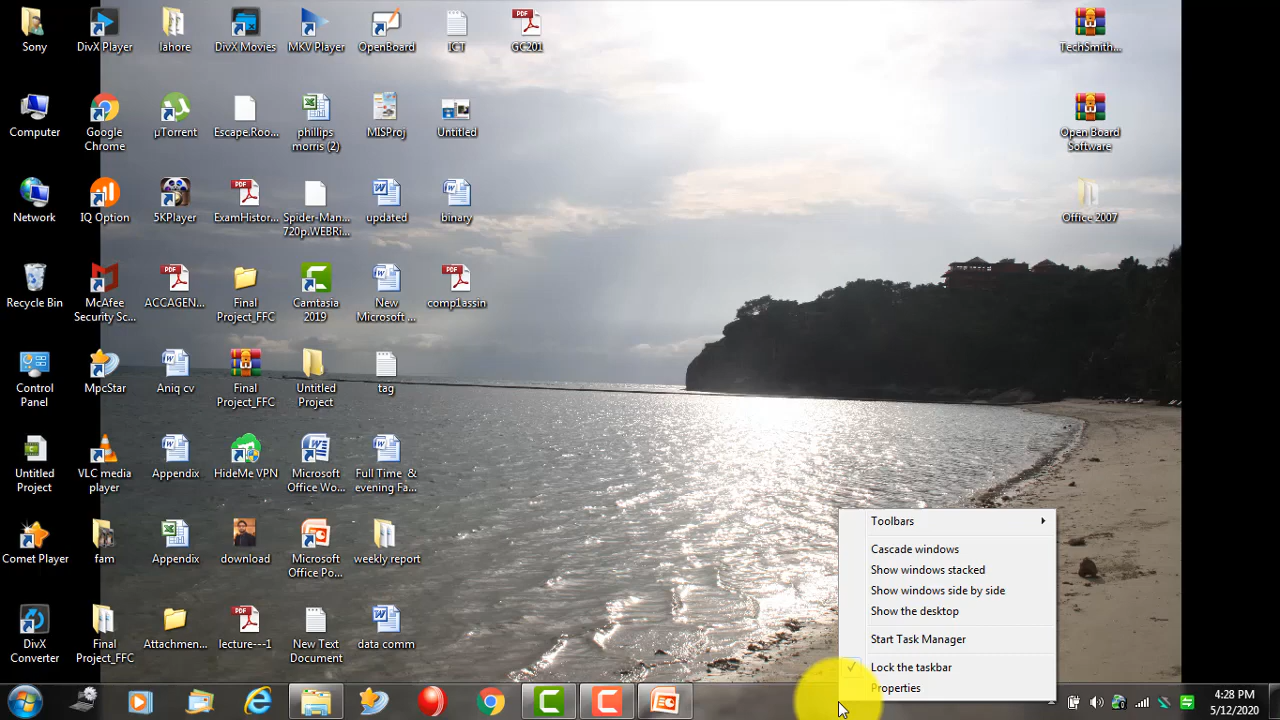 Sony
DivX Player
lahore
DivX Movies
MKV Player
OpenBoard
ICT
GC201
TechSmith...
Computer
Google
Chrome
µTorrent
Escape.Roo...
phillips
morris (2)
MISProj
Untitled
Open Board
Software
Network
IQ Option
5KPlayer
ExamHistor...
Spider-Man...
720p.WEBRi...
updated
binary
Office 2007
Recycle Bin
McAfee
Security Sc...
ACCAGEN...
Final
Project_FFC
Camtasia
2019
New
Microsoft ...
comp1assin
Control
Panel
MpcStar
Aniq cv
Final
Project_FFC
Untitled
Project
tag
Untitled
Project
VLC media
player
Appendix
HideMe VPN
Microsoft
Office Wo...
Full Time &
evening Fa...
Comet Player
fam
Appendix
download
Microsoft
Office Po...
weekly report
DivX
Converter
Final
Project_FFC
Attachmen...
lecture---1
New Text
Document
data comm
Toolbars
Cascade windows
Show windows stacked
Show windows side by side
Show the desktop
Start Task Manager
Lock the taskbar
Properties
4:28 PM
5/12/2020